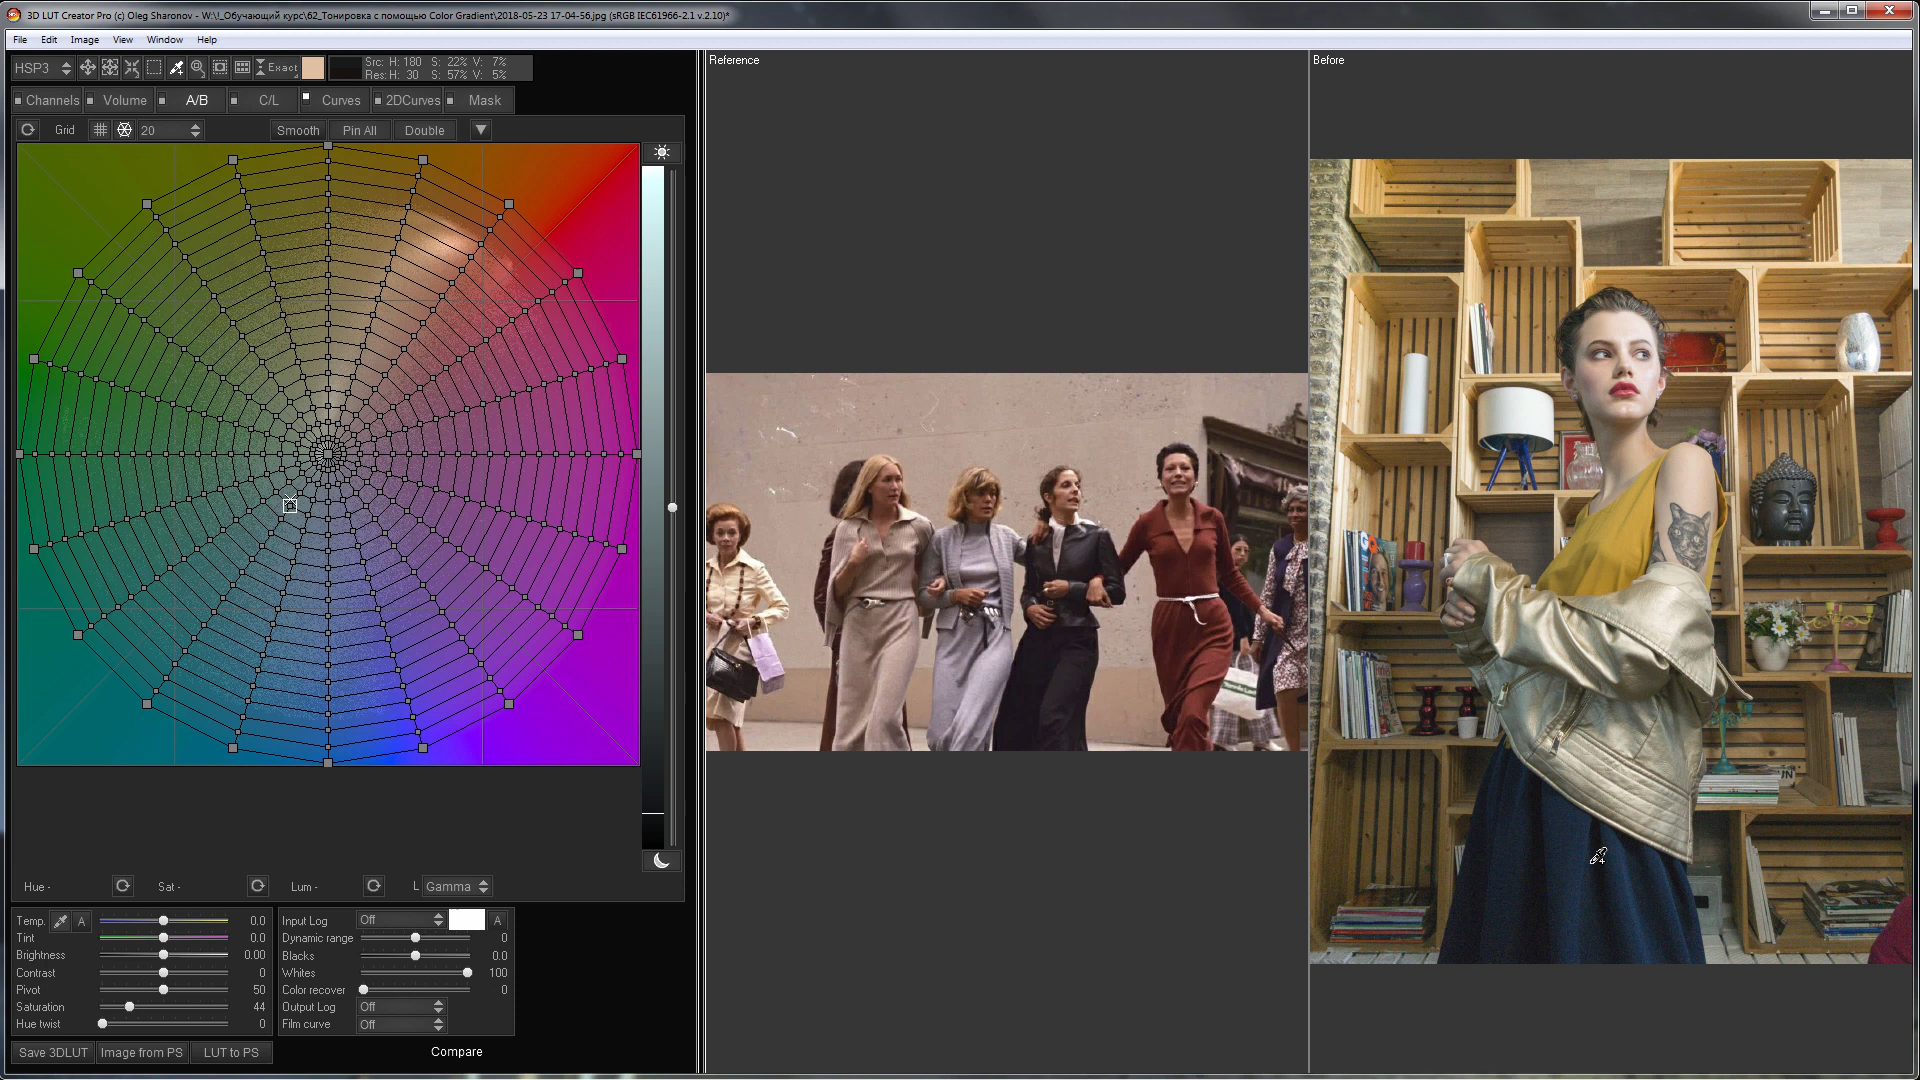 3D LUT Creator Pro (c) Oleg Sharonov - W:\!_Обучающий курс\62_Тонировка с помощью Color Gradient\2018-05-23 17-04-56.jpg (sRGB IEC61966-2.1 v.2.10)*
File Edit Image View Window Help
HSP3 Exact Src: H: 180 S: 22% V: 7%
Res: H: 30 S: 57% V: 5%
Channels Volume A/B C/L Curves 2DCurves Mask
Grid 20 Smooth Pin All Double
Reference
Before
Hue - Sat - Lum - L Gamma
Temp. A 0.0 Input Log Off A
Tint 0.0 Dynamic range 0
Brightness 0.00 Blacks 0.0
Contrast 0 Whites 100
Pivot 50 Color recover 0
Saturation 44 Output Log Off
Hue twist 0 Film curve Off
Save 3DLUT Image from PS LUT to PS Compare